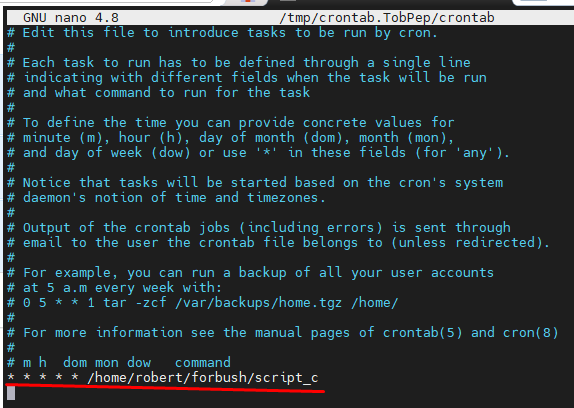 GNU nano 4.8 /tmp/crontab.TobPep/crontab
# Edit this file to introduce tasks to be run by cron.
#
# Each task to run has to be defined through a single line
# indicating with different fields when the task will be run
# and what command to run for the task
#
# To define the time you can provide concrete values for
# minute (m), hour (h), day of month (dom), month (mon),
# and day of week (dow) or use '*' in these fields (for 'any').
#
# Notice that tasks will be started based on the cron's system
# daemon's notion of time and timezones.
#
# Output of the crontab jobs (including errors) is sent through
# email to the user the crontab file belongs to (unless redirected).
#
# For example, you can run a backup of all your user accounts
# at 5 a.m every week with:
# 0 5 * * 1 tar -zcf /var/backups/home.tgz /home/
#
# For more information see the manual pages of crontab(5) and cron(8)
#
# m h  dom mon dow   command
* * * * * /home/robert/forbush/script_c